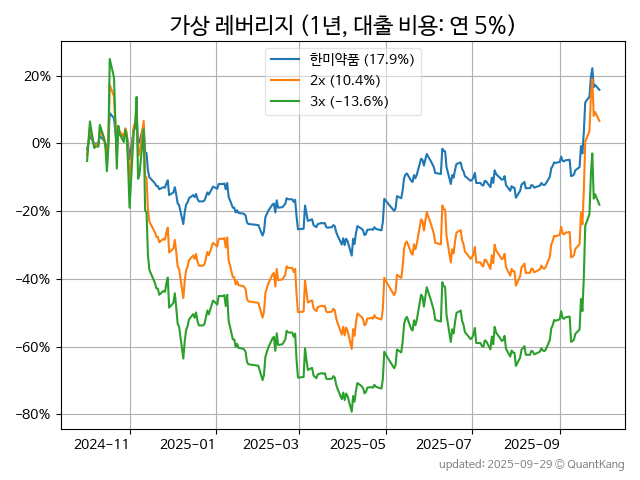 가상 레버리지 (1년, 대출 비용: 연 5%)
한미약품 (17.9%)
2x (10.4%)
3x (−13.6%)
20%
0%
−20%
−40%
−60%
−80%
2024-11 2025-01 2025-03 2025-05 2025-07 2025-09
updated: 2025-09-29 © QuantKang